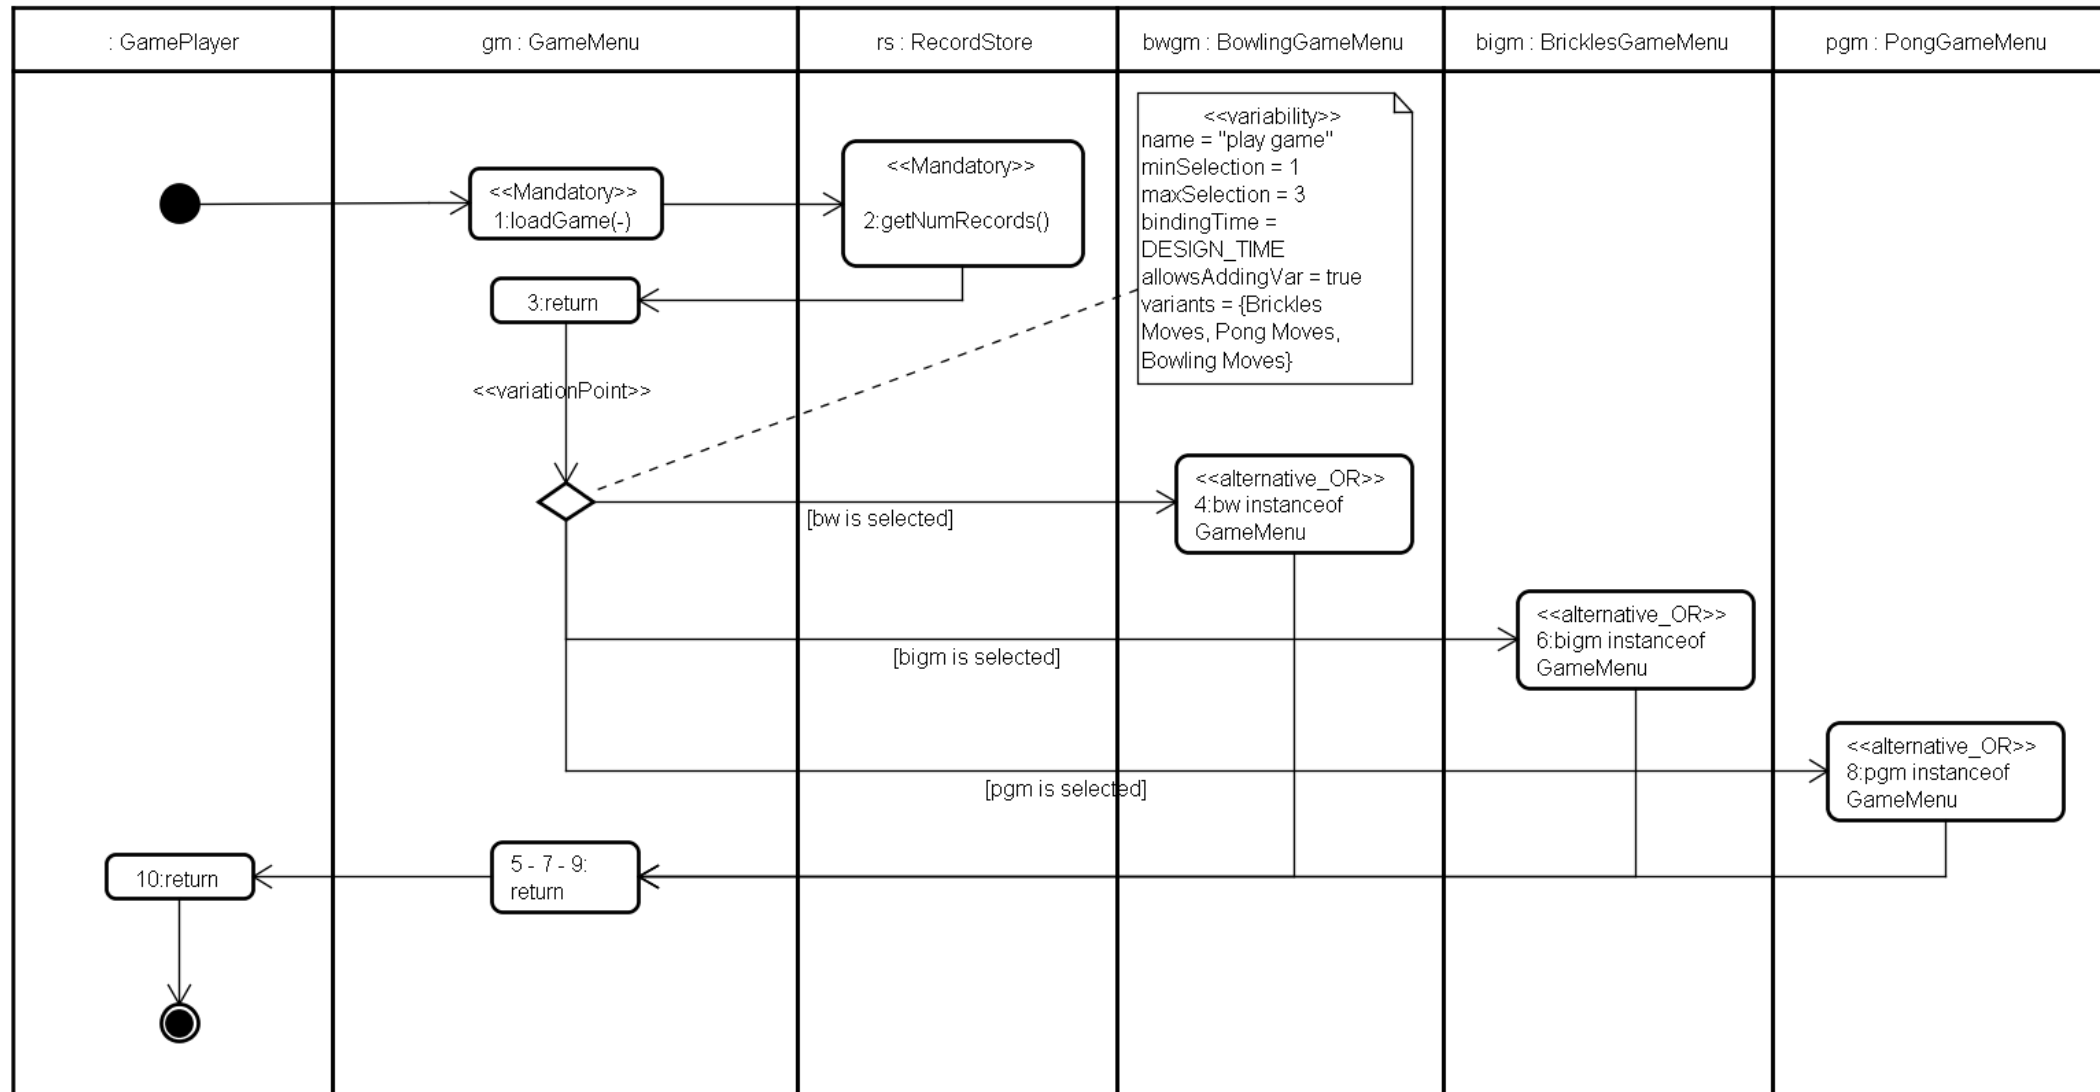 : GamePlayer
gm : GameMenu
rs : RecordStore
bwgm : BowlingGameMenu
bigm : BricklesGameMenu
pgm : PongGameMenu
<<variability>>
name = "play game"
minSelection = 1
maxSelection = 3
bindingTime =
DESIGN_TIME
allowsAddingVar = true
variants = {Brickles
Moves, Pong Moves,
Bowling Moves}
<<Mandatory>>
1:loadGame(-)
<<Mandatory>>
2:getNumRecords()
3:return
<<variationPoint>>
[bw is selected]
<<alternative_OR>>
4:bw instanceof
GameMenu
[bigm is selected]
<<alternative_OR>>
6:bigm instanceof
GameMenu
[pgm is selected]
<<alternative_OR>>
8:pgm instanceof
GameMenu
10:return
5 - 7 - 9:
return